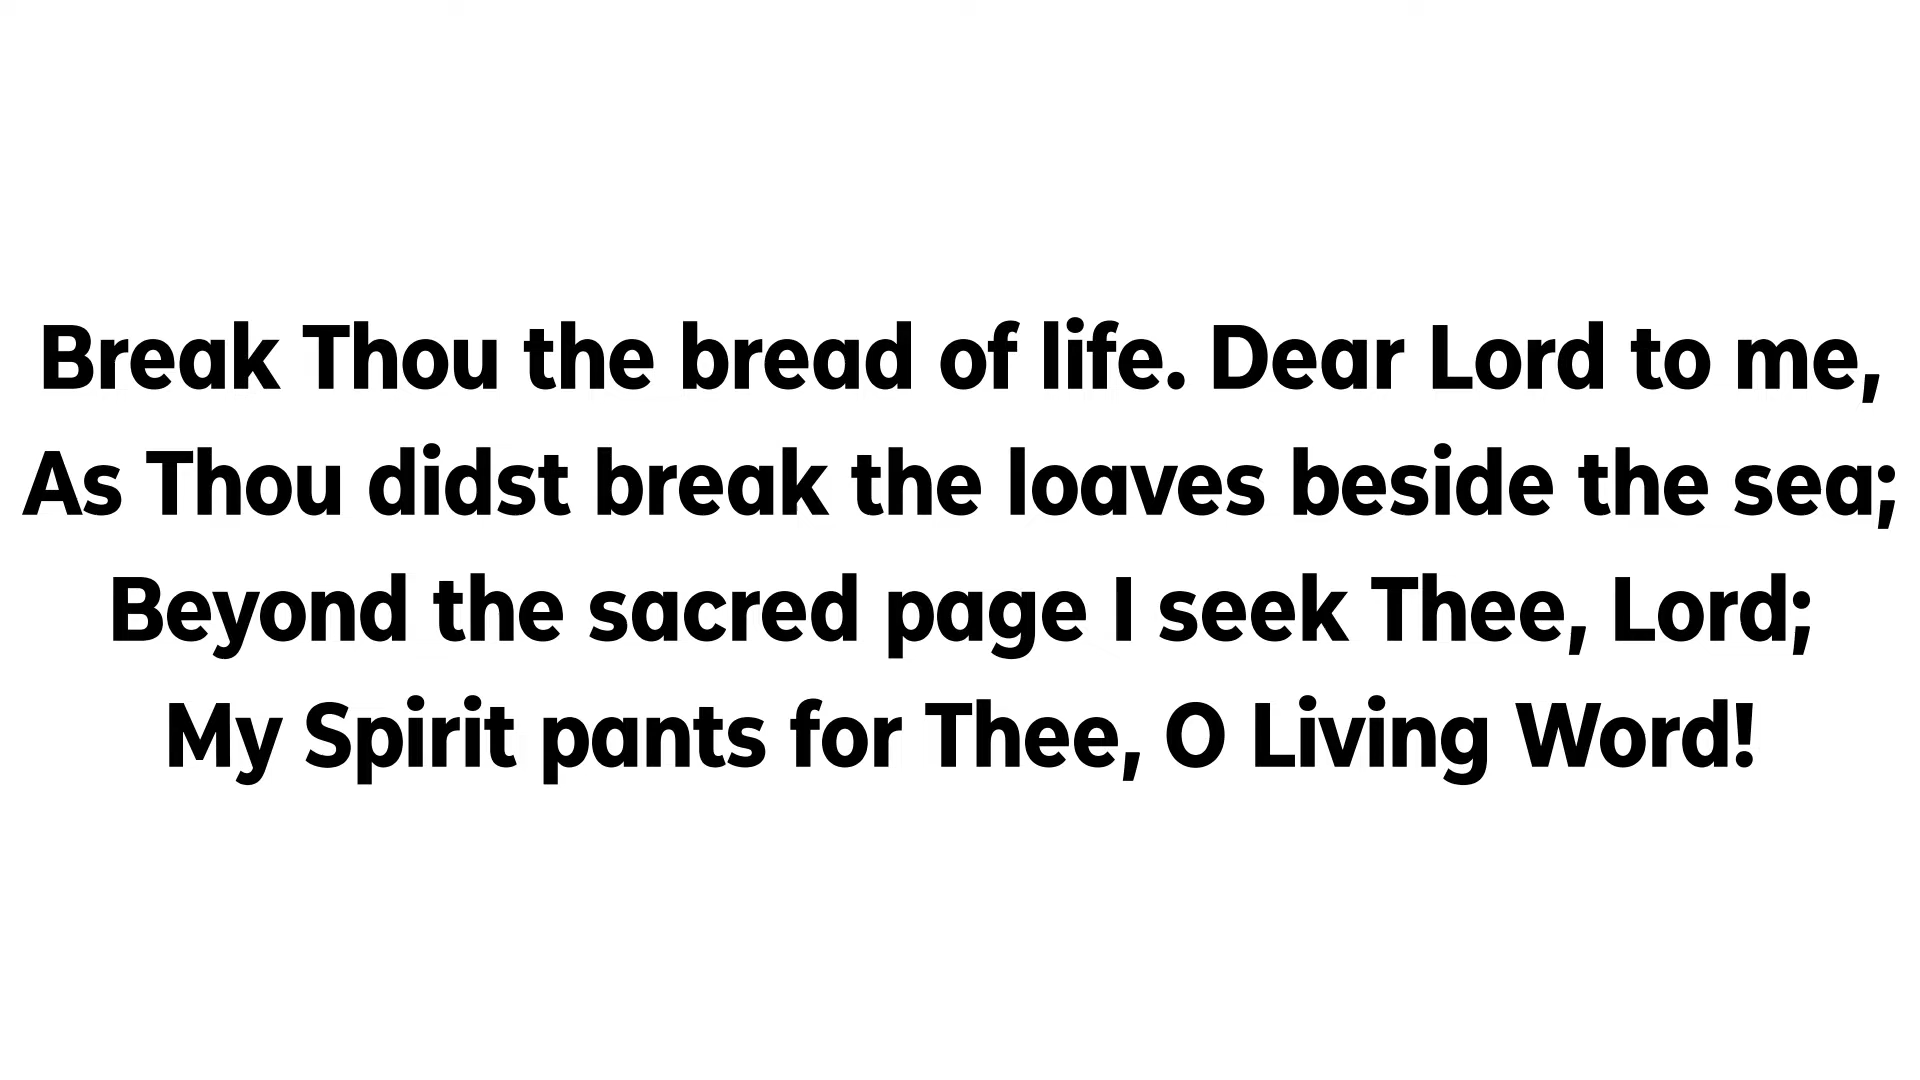 Break Thou the bread of life. Dear Lord to me,
As Thou didst break the loaves beside the sea;
Beyond the sacred page I seek Thee, Lord;
My Spirit pants for Thee, O Living Word!